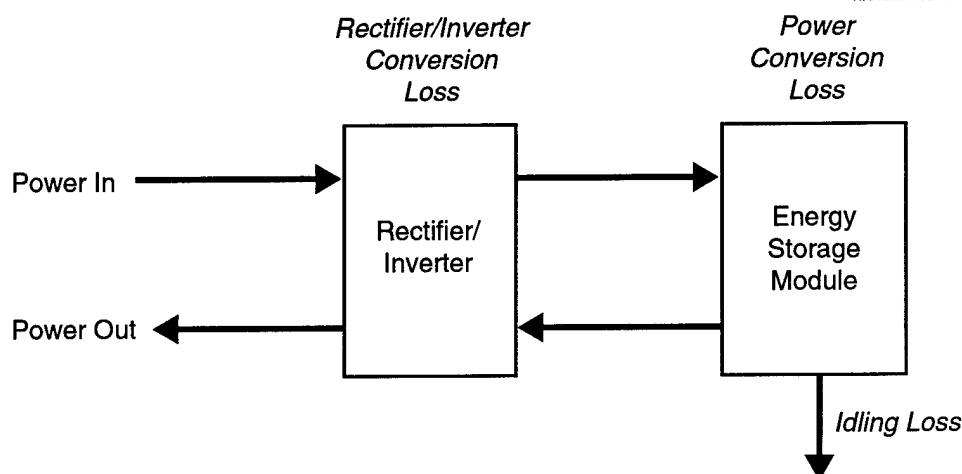 Rectifier/Inverter
Conversion
Loss
Power
Conversion
Loss
Power In
Rectifier/
Inverter
Energy
Storage
Module
Power Out
Idling Loss